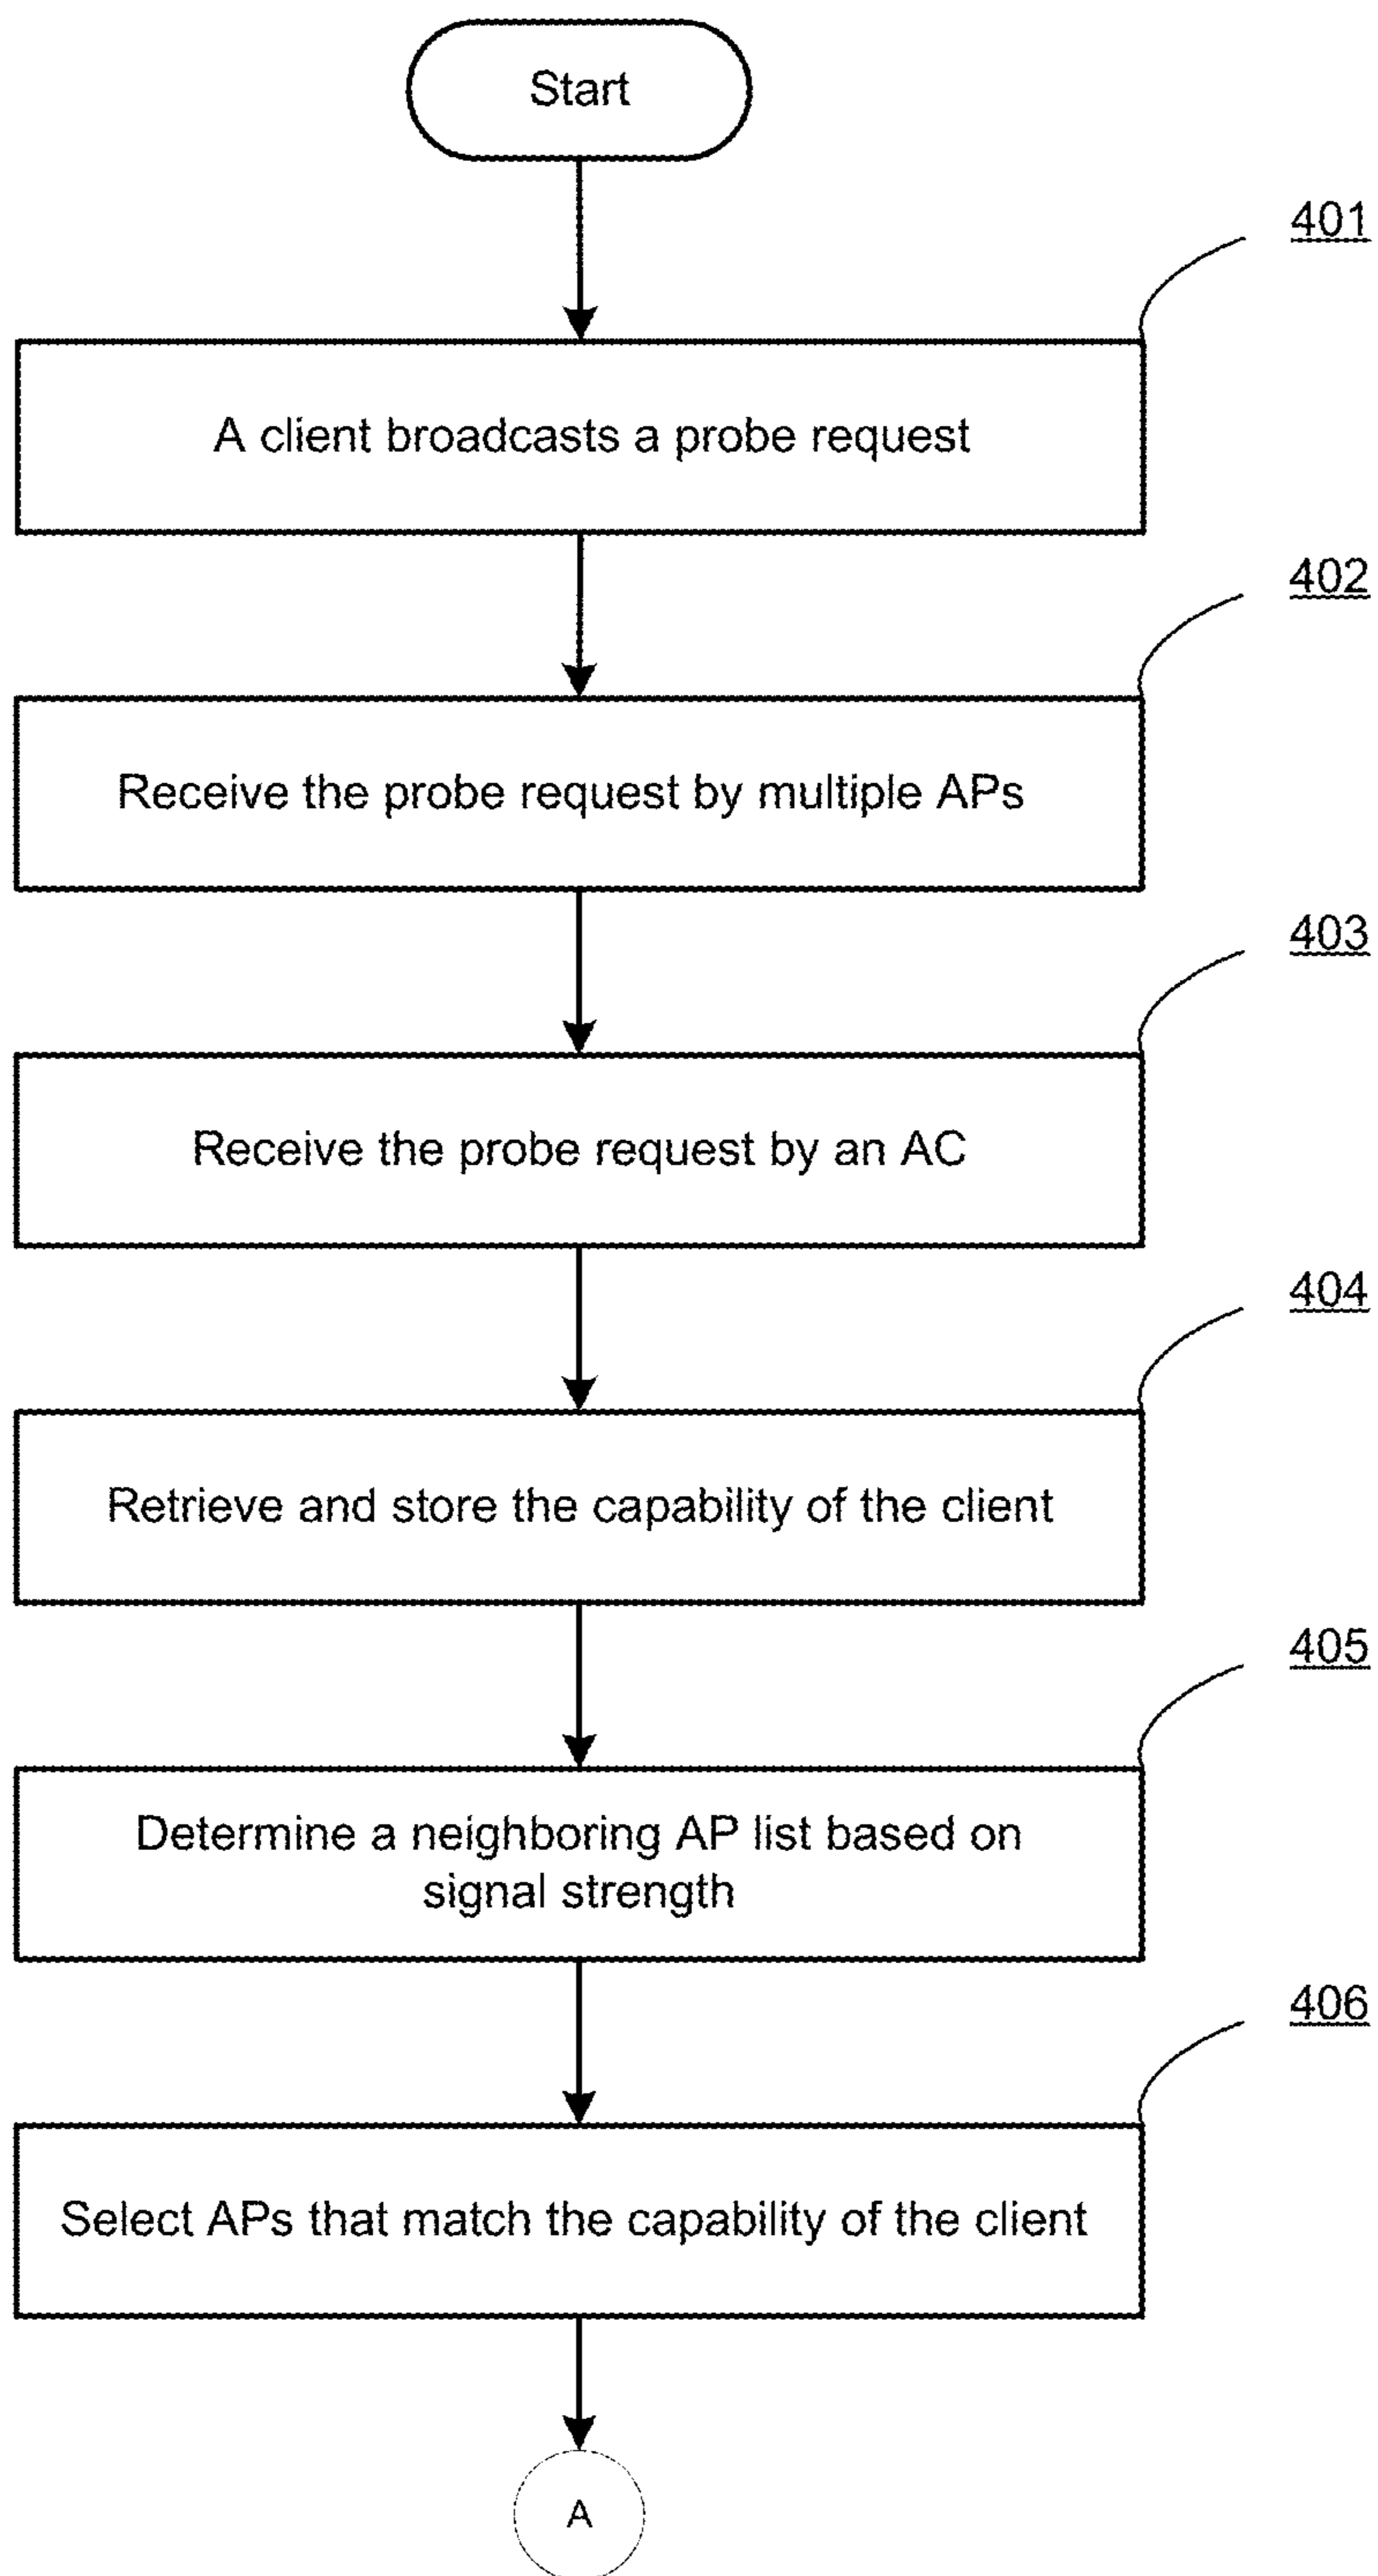 Start
401
A client broadcasts a probe request
402
Receive the probe request by multiple APs
403
Receive the probe request by an AC
404
Retrieve and store the capability of the client
405
Determine a neighboring AP list based on
signal strength
406
Select APs that match the capability of the client
A